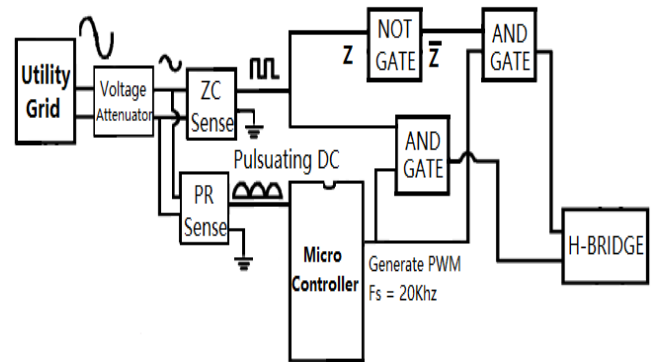 Utility
Grid
Voltage
Attenuator
ZC
Sense
Z
NOT
GATE
Z̅
AND
GATE
AND
GATE
Pulsuating DC
PR
Sense
Micro
Controller
Generate PWM
Fs = 20Khz
H-BRIDGE